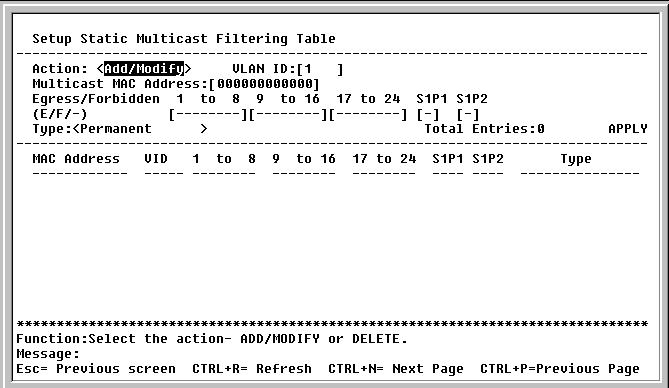 Setup Static Multicast Filtering Table
Action: <Add/Modify> VLAN ID:[1 ]
Multicast MAC Address:[000000000000]
Egress/Forbidden 1 to 8 9 to 16 17 to 24 S1P1 S1P2
(E/F/-) [--------][--------][--------] [-] [-]
Type:<Permanent > Total Entries:0 APPLY
MAC Address VID 1 to 8 9 to 16 17 to 24 S1P1 S1P2 Type
Function:Select the action- ADD/MODIFY or DELETE.
Message:
Esc= Previous screen CTRL+R= Refresh CTRL+N= Next Page CTRL+P=Previous Page